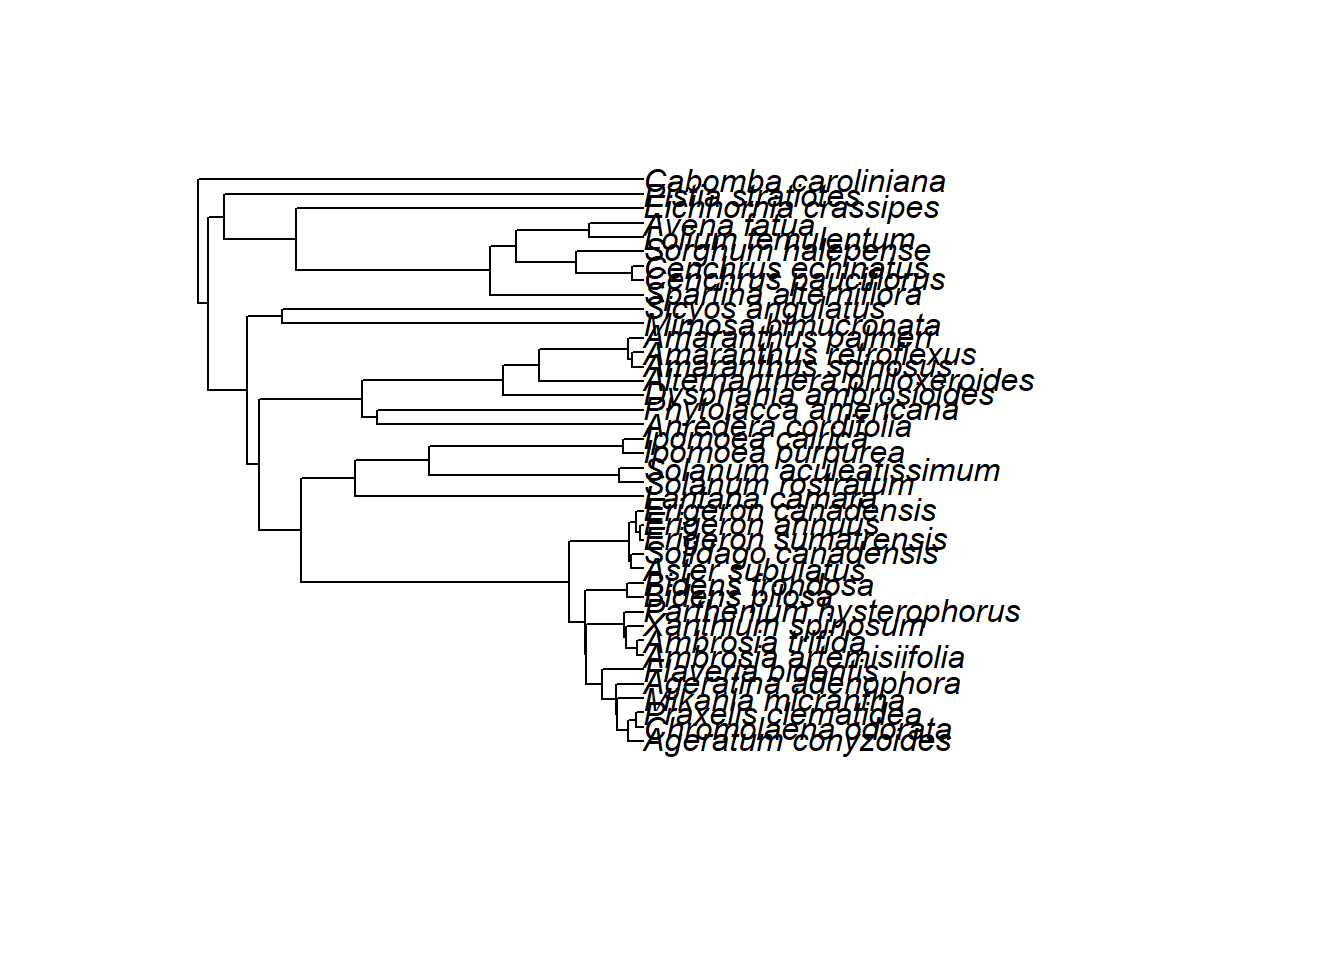 Cabomba caroliniana
Pistia stratiotes
Eichhornia crassipes
Avena fatua
Lolium temulentum
Sorghum halepense
Cenchrus echinatus
Cenchrus pauciflorus
Spartina alterniflora
Sicyos angulatus
Mimosa bimucronata
Amaranthus palmeri
Amaranthus retroflexus
Amaranthus spinosus
Alternanthera philoxeroides
Dysphania ambrosioides
Phytolacca americana
Anredera cordifolia
Ipomoea cairica
Ipomoea purpurea
Solanum aculeatissimum
Solanum rostratum
Lantana camara
Erigeron canadensis
Erigeron annuus
Erigeron sumatrensis
Solidago canadensis
Aster subulatus
Bidens frondosa
Bidens pilosa
Parthenium hysterophorus
Xanthium spinosum
Ambrosia trifida
Ambrosia artemisiifolia
Flaveria bidentis
Ageratina adenophora
Mikania micrantha
Praxelis clematidea
Chromolaena odorata
Ageratum conyzoides